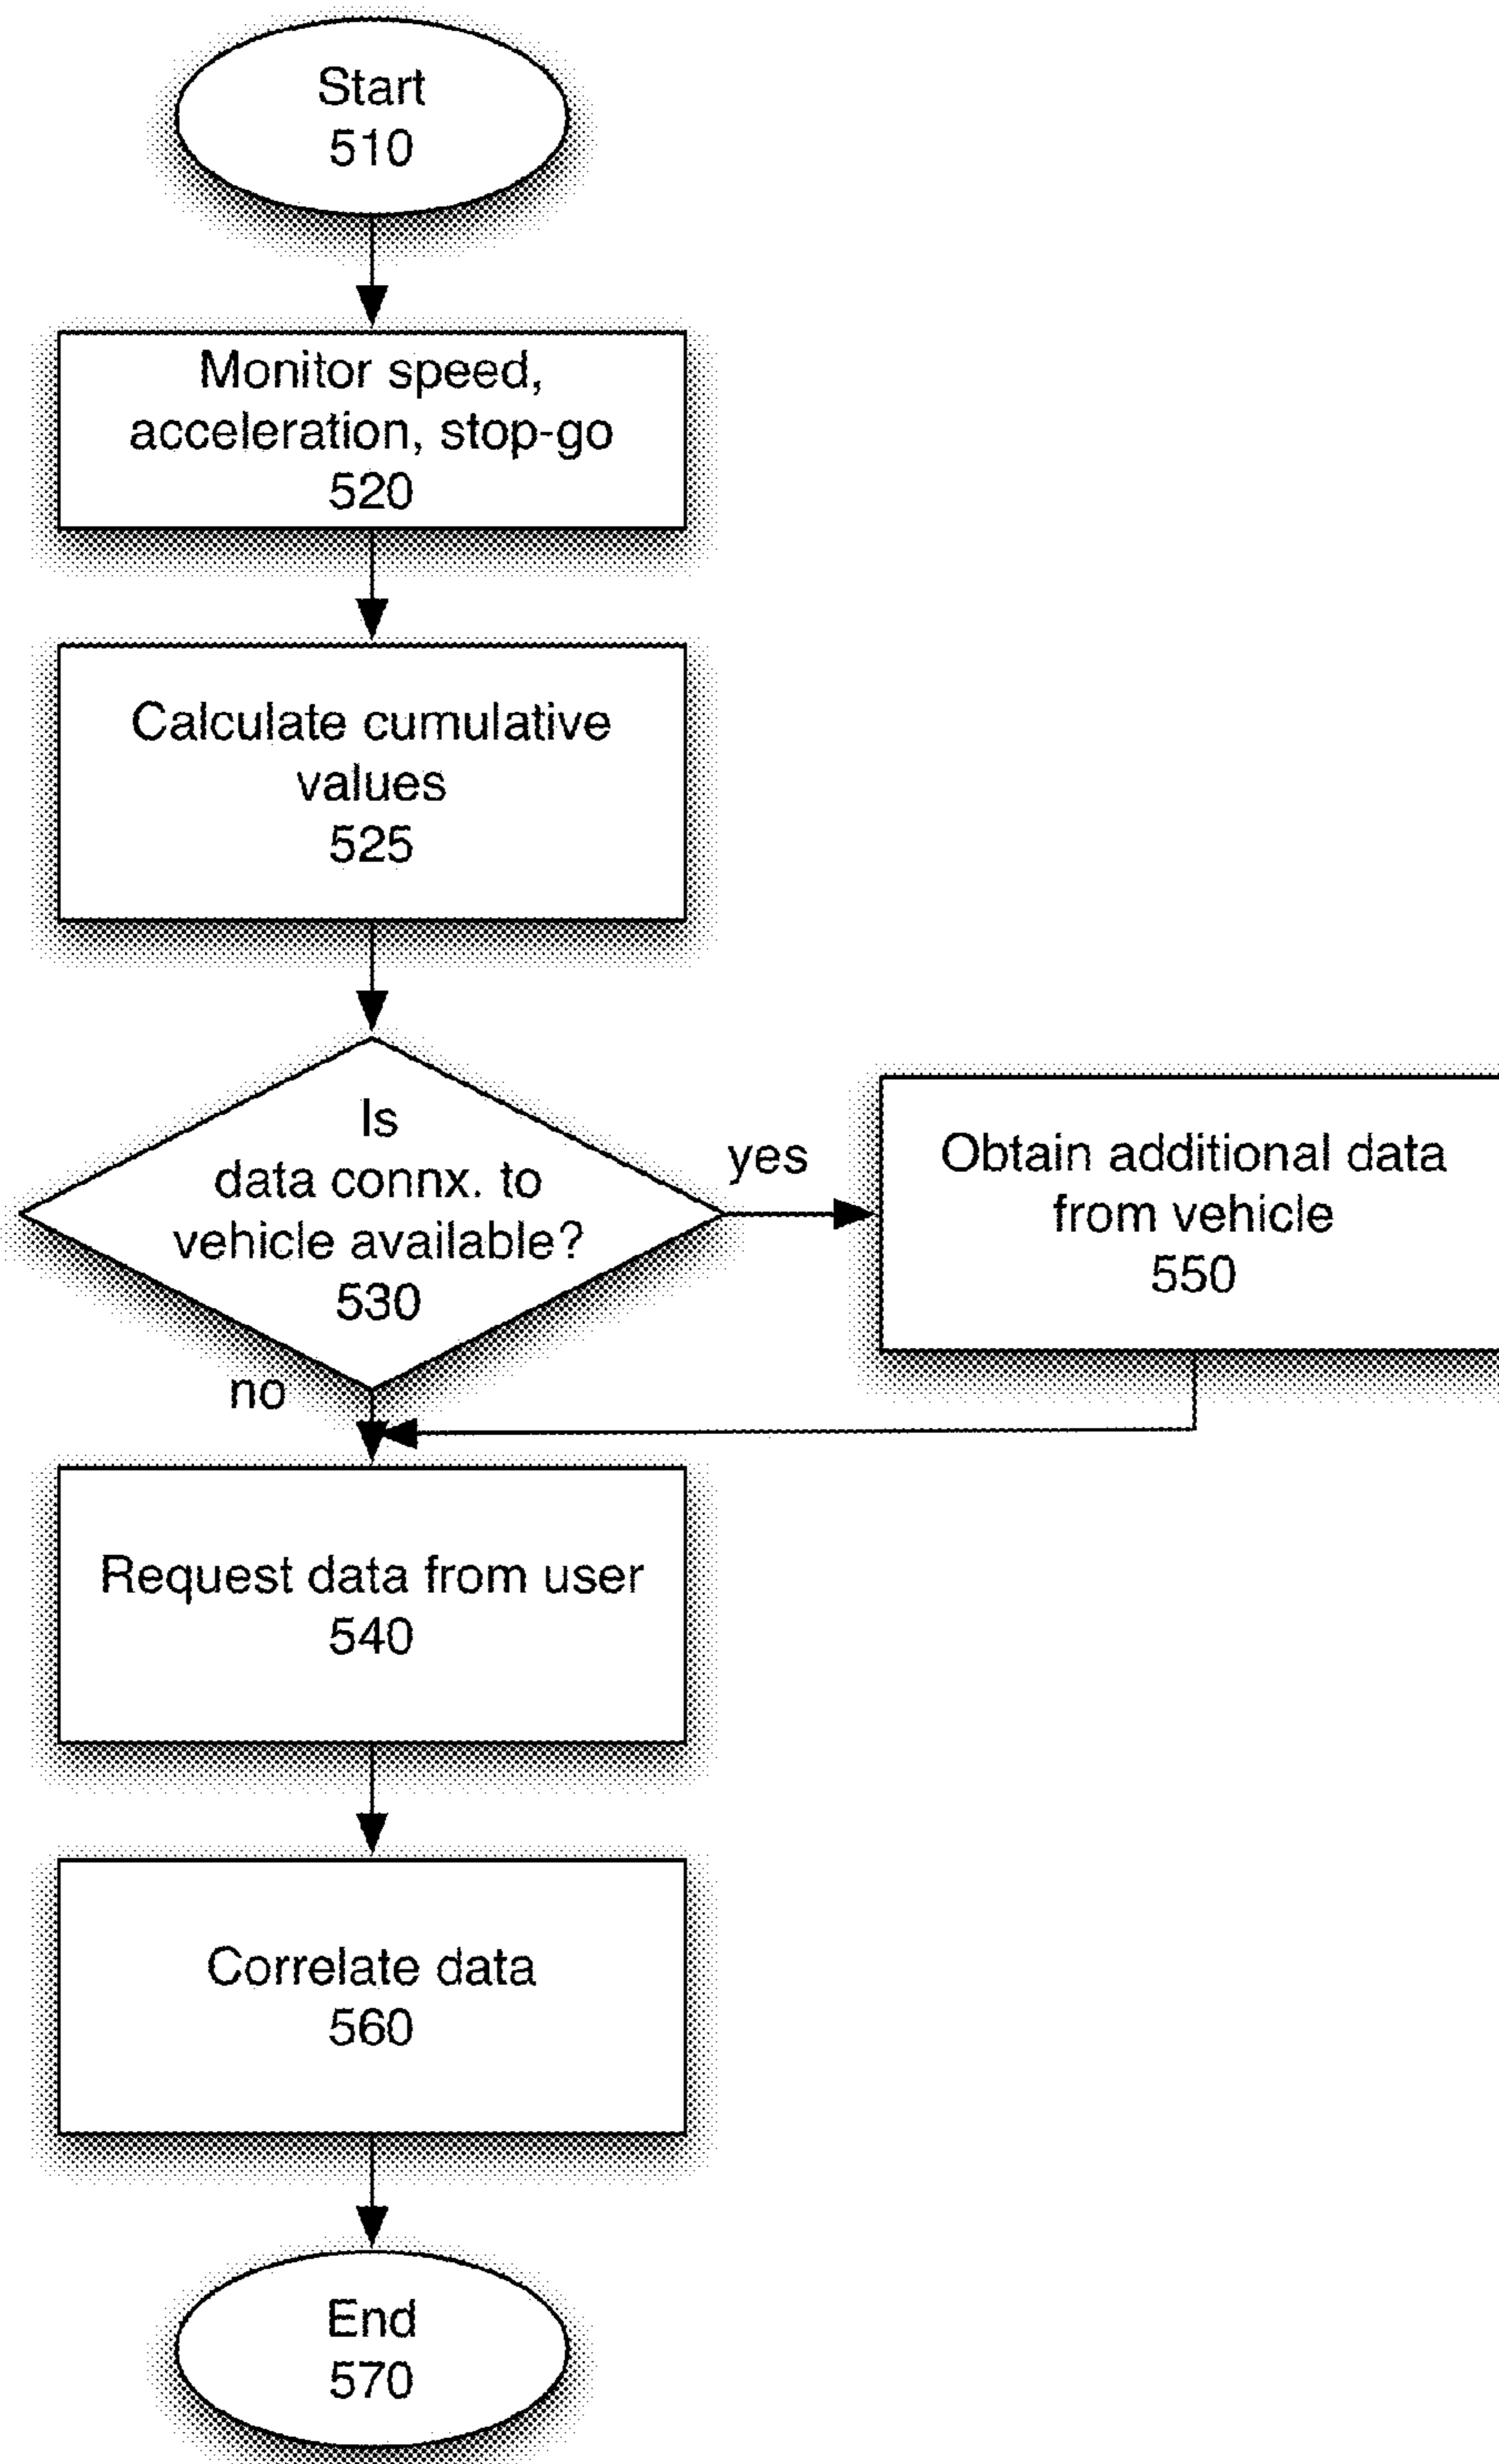 Start
510
Monitor speed,
acceleration, stop-go
520
Calculate cumulative
values
525
Is
data connx. to
vehicle available?
530
yes
Obtain additional data
from vehicle
550
no
Request data from user
540
Correlate data
560
End
570